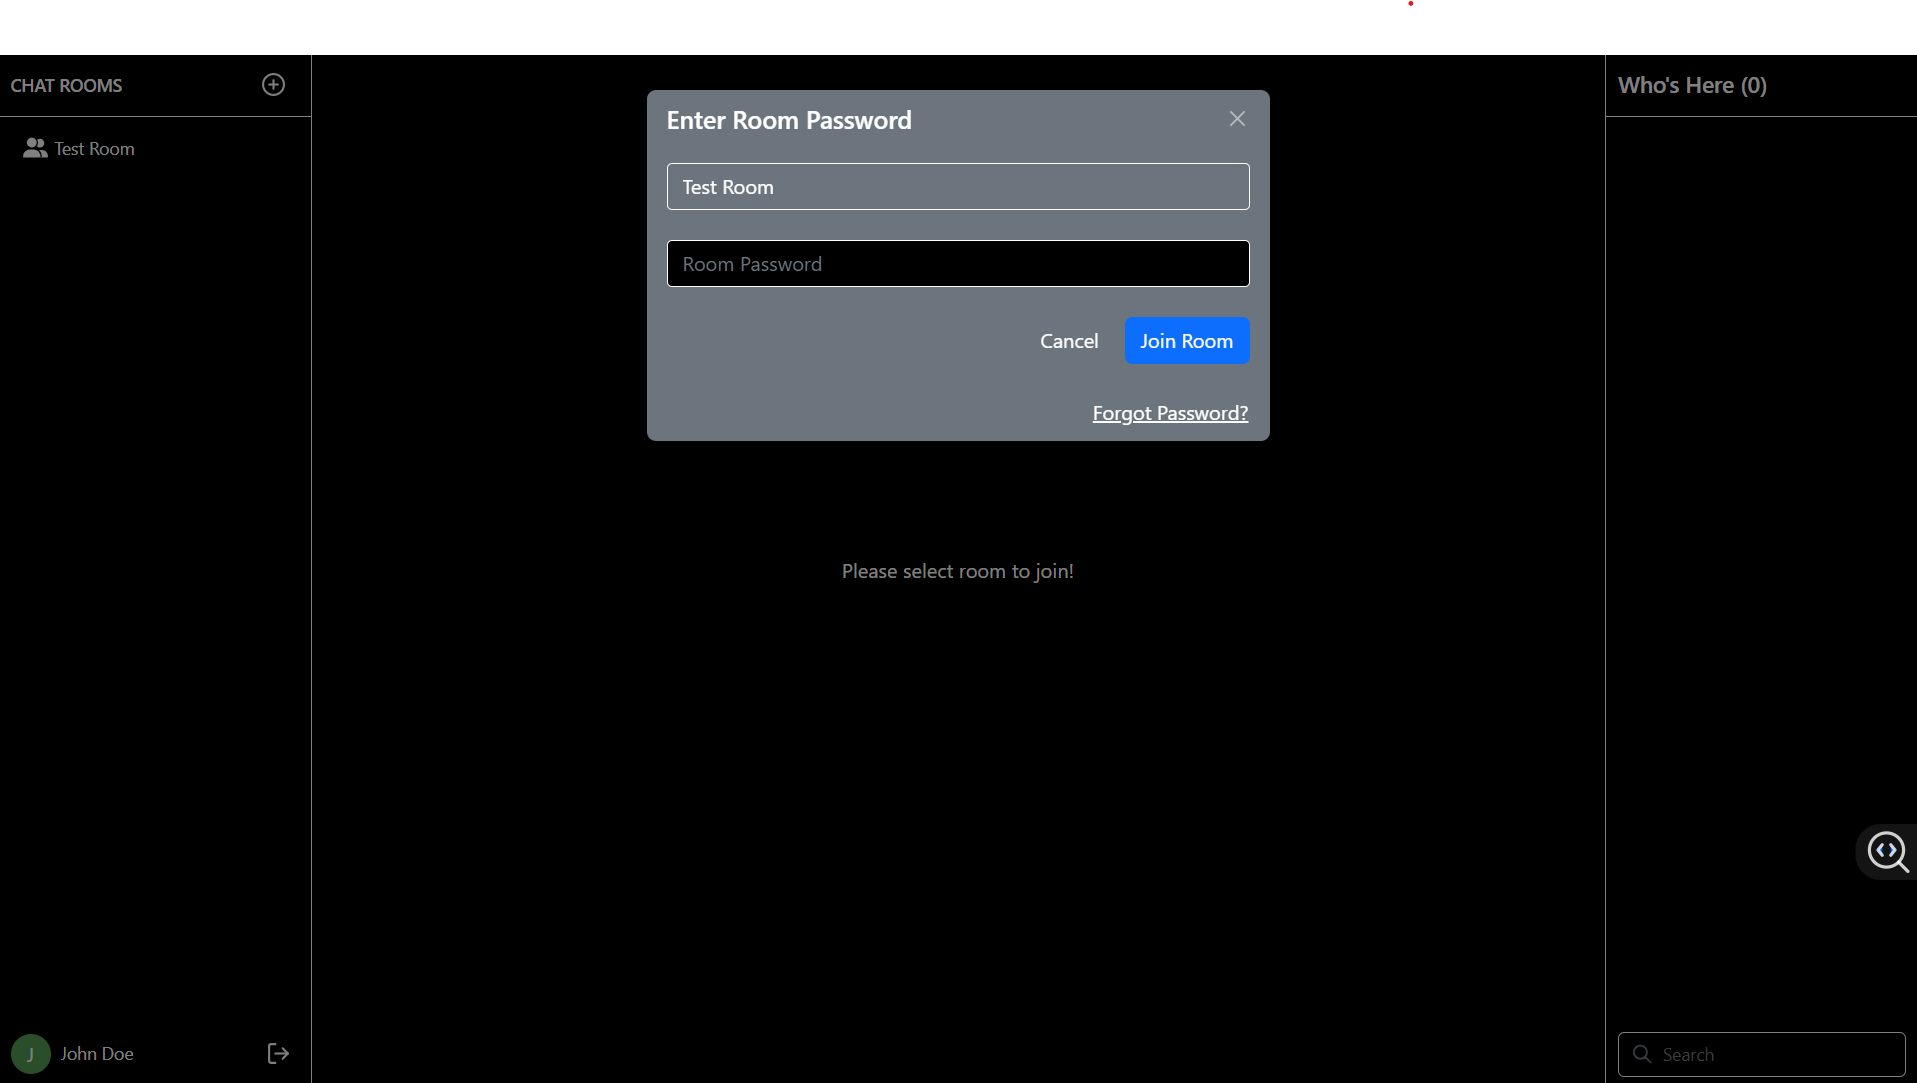 CHAT ROOMS
Test Room
Enter Room Password
Test Room
Room Password
Cancel
Join Room
Forgot Password?
Please select room to join!
Who's Here (0)
J
John Doe
Search